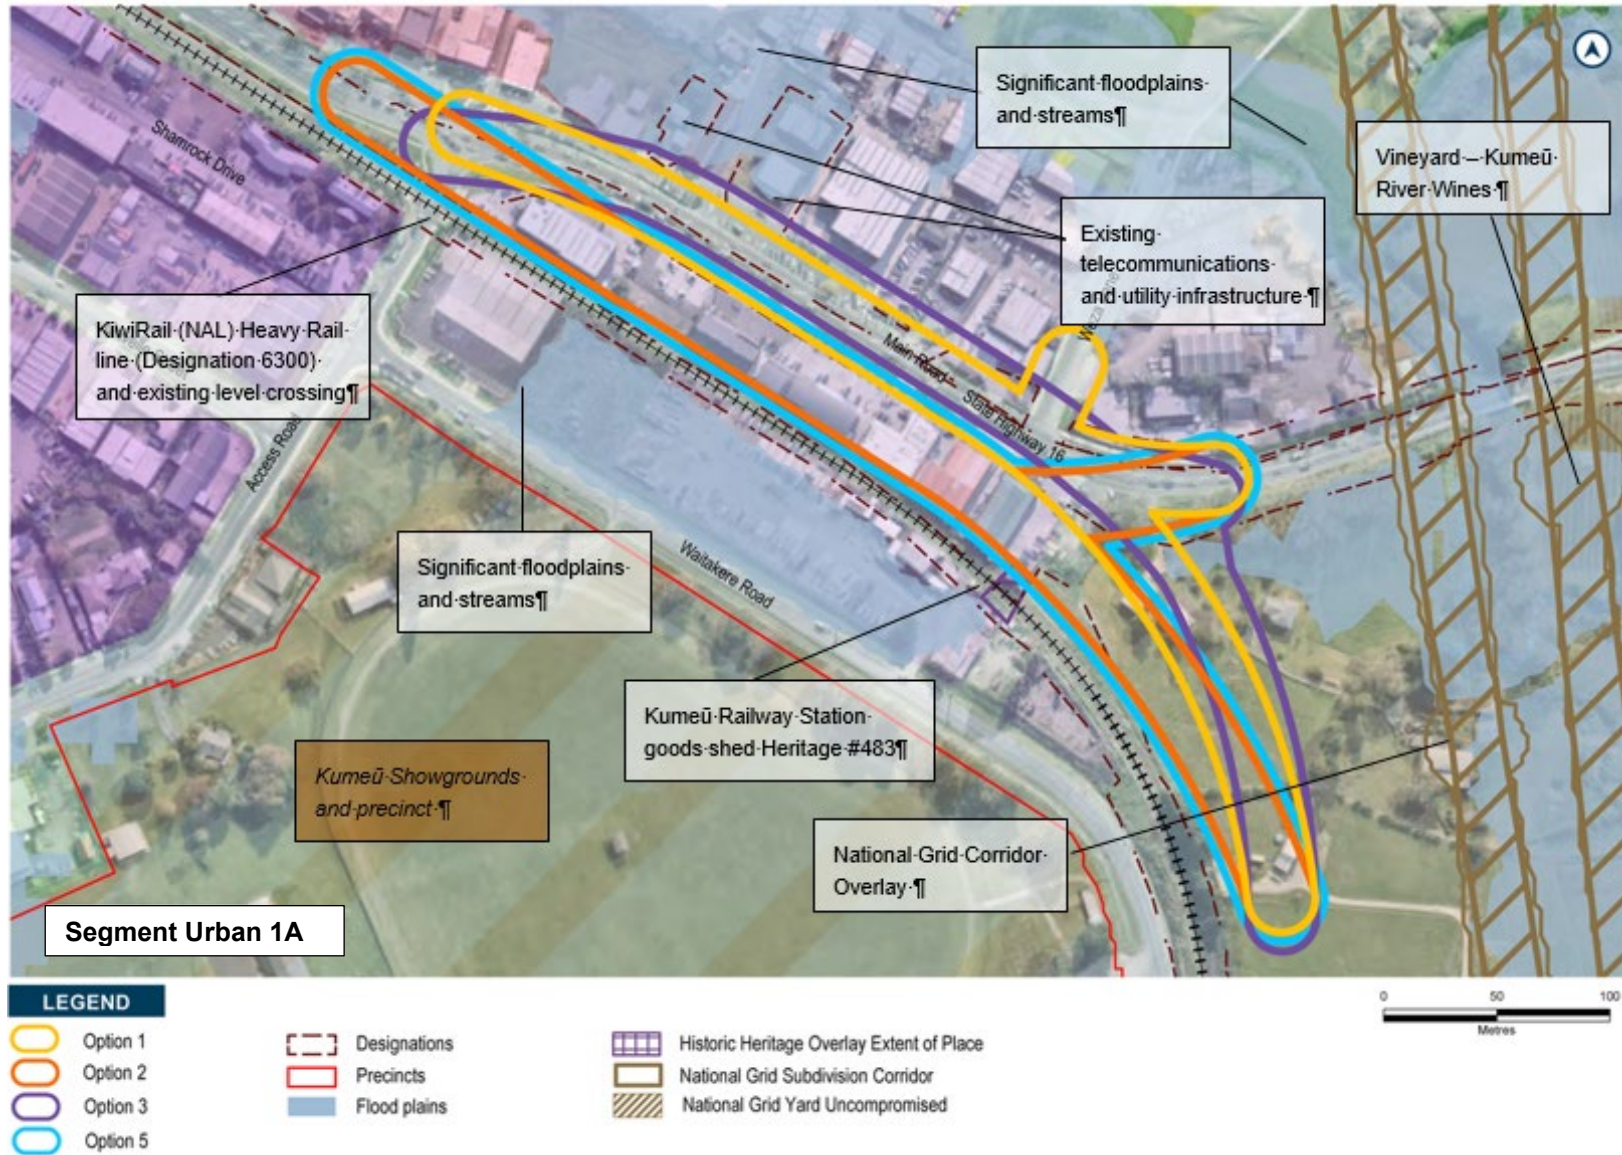 Significant·floodplains·
and·streams¶
Vineyard·–·Kumeū·
River·Wines·¶
Shamrock Drive
Existing·
telecommunications·
and·utility·infrastructure·¶
KiwiRail·(NAL)·Heavy·Rail·
line·(Designation·6300)·
and·existing·level·crossing¶
Main Road
State Highway 16
Access Road
Significant·floodplains·
and·streams¶
Waitakere Road
Kumeū·Railway·Station·
goods·shed·Heritage·#483¶
Kumeū·Showgrounds·
and·precinct·¶
National·Grid·Corridor·
Overlay·¶
Segment Urban 1A
LEGEND
Option 1
Option 2
Option 3
Option 5
Designations
Precincts
Flood plains
Historic Heritage Overlay Extent of Place
National Grid Subdivision Corridor
National Grid Yard Uncompromised
0 50 100
Metres